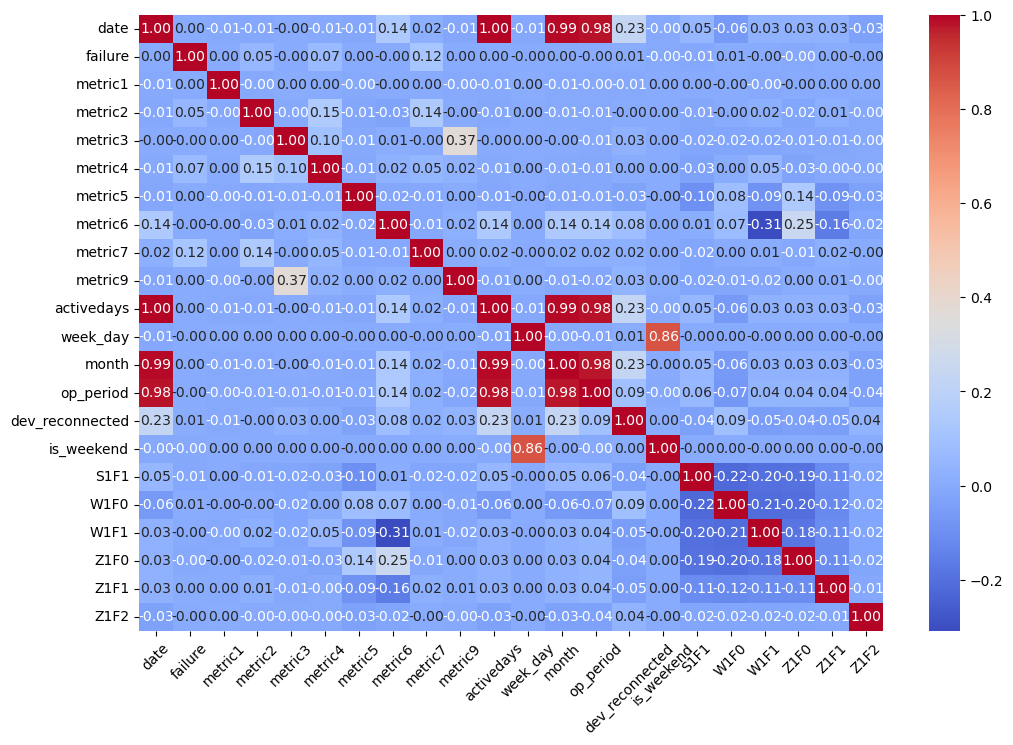 date 1.00 0.00 -0.01 -0.01 -0.00 -0.01 -0.01 0.14 0.02 -0.01 1.00 -0.01 0.99 0.98 0.23 -0.00 0.05 -0.06 0.03 0.03 0.03 -0.03
failure 0.00 1.00 0.00 0.05 -0.00 0.07 0.00 -0.00 0.12 0.00 -0.00 -0.00 0.00 -0.00 0.01 -0.00 -0.01 0.01 -0.00 -0.00 0.00 -0.00
metric1 -0.01 0.00 1.00 -0.00 0.00 0.00 -0.00 -0.00 0.00 -0.00 -0.01 0.00 -0.01 -0.00 -0.01 0.00 0.00 -0.00 -0.00 0.00 0.00 0.00
metric2 -0.01 0.05 -0.00 1.00 -0.00 0.15 -0.01 -0.03 0.14 -0.00 -0.01 0.00 -0.01 -0.01 -0.00 0.00 -0.01 -0.00 0.02 -0.02 0.01 -0.00
metric3 -0.00 -0.00 0.00 -0.00 1.00 0.10 -0.01 0.01 -0.00 0.37 -0.00 0.00 -0.00 -0.01 0.03 0.00 -0.02 -0.02 -0.02 -0.01 -0.01 -0.00
metric4 -0.01 0.07 0.00 0.15 0.10 1.00 -0.01 0.02 0.05 0.02 -0.01 0.00 -0.01 -0.01 0.00 0.00 -0.03 0.00 0.05 -0.03 -0.00 -0.00
metric5 -0.01 0.00 -0.00 -0.01 -0.01 -0.01 1.00 -0.02 -0.01 0.00 -0.01 -0.00 -0.01 -0.01 -0.03 -0.00 -0.10 0.08 -0.09 0.14 -0.09 -0.03
metric6 0.14 -0.00 -0.00 -0.03 0.01 0.02 -0.02 1.00 -0.01 0.02 0.14 0.00 0.14 0.14 0.08 0.00 0.01 0.07 -0.31 0.25 -0.16 -0.02
metric7 0.02 0.12 0.00 0.14 -0.00 0.05 -0.01 -0.01 1.00 0.00 0.02 -0.00 0.02 0.02 0.02 0.00 -0.02 0.00 0.01 -0.01 0.02 -0.00
metric9 -0.01 0.00 -0.00 -0.00 0.37 0.02 0.00 0.02 0.00 1.00 -0.01 0.00 -0.01 -0.02 0.03 0.00 -0.02 -0.01 -0.02 0.00 0.01 -0.00
activedays 1.00 0.00 -0.01 -0.01 -0.00 -0.01 -0.01 0.14 0.02 -0.01 1.00 -0.01 0.99 0.98 0.23 -0.00 0.05 -0.06 0.03 0.03 0.03 -0.03
week_day -0.01 -0.00 0.00 0.00 0.00 0.00 -0.00 0.00 -0.00 0.00 -0.01 1.00 -0.00 -0.01 0.01 0.86 -0.00 0.00 -0.00 0.00 -0.00 -0.00
month 0.99 0.00 -0.01 -0.01 -0.00 -0.01 -0.01 0.14 0.02 -0.01 0.99 -0.00 1.00 0.98 0.23 -0.00 0.05 -0.06 0.03 0.03 0.03 -0.03
op_period 0.98 -0.00 -0.00 -0.01 -0.01 -0.01 -0.01 0.14 0.02 -0.02 0.98 -0.01 0.98 1.00 0.09 -0.00 0.06 -0.07 0.04 0.04 0.04 -0.04
dev_reconnected 0.23 0.01 -0.01 -0.00 0.03 0.00 -0.03 0.08 0.02 0.03 0.23 0.01 0.23 0.09 1.00 0.00 -0.04 0.09 -0.05 -0.04 -0.05 0.04
is_weekend -0.00 -0.00 0.00 0.00 0.00 0.00 -0.00 0.00 0.00 0.00 -0.00 0.86 -0.00 -0.00 0.00 1.00 -0.00 0.00 -0.00 0.00 0.00 -0.00
S1F1 0.05 -0.01 0.00 -0.01 -0.02 -0.03 -0.10 0.01 -0.02 -0.02 0.05 -0.00 0.05 0.06 -0.04 -0.00 1.00 -0.22 -0.20 -0.19 -0.11 -0.02
W1F0 -0.06 0.01 -0.00 -0.00 -0.02 0.00 0.08 0.07 0.00 -0.01 -0.06 0.00 -0.06 -0.07 0.09 0.00 -0.22 1.00 -0.21 -0.20 -0.12 -0.02
W1F1 0.03 -0.00 -0.00 0.02 -0.02 0.05 -0.09 -0.31 0.01 -0.02 0.03 -0.00 0.03 0.04 -0.05 -0.00 -0.20 -0.21 1.00 -0.18 -0.11 -0.02
Z1F0 0.03 -0.00 0.00 -0.02 -0.01 -0.03 0.14 0.25 -0.01 0.00 0.03 0.00 0.03 0.04 -0.04 0.00 -0.19 -0.20 -0.18 1.00 -0.11 -0.02
Z1F1 0.03 0.00 0.00 0.01 -0.01 -0.00 -0.09 -0.16 0.02 0.01 0.03 0.00 0.03 0.04 -0.05 0.00 -0.11 -0.12 -0.11 -0.11 1.00 -0.01
Z1F2 -0.03 -0.00 0.00 -0.00 -0.00 -0.00 -0.03 -0.02 -0.00 -0.00 -0.03 -0.00 -0.03 -0.04 0.04 -0.00 -0.02 -0.02 -0.02 -0.02 -0.01 1.00
date failure metric1 metric2 metric3 metric4 metric5 metric6 metric7 metric9 activedays week_day month op_period dev_reconnected is_weekend S1F1 W1F0 W1F1 Z1F0 Z1F1 Z1F2
1.0
0.8
0.6
0.4
0.2
0.0
−0.2